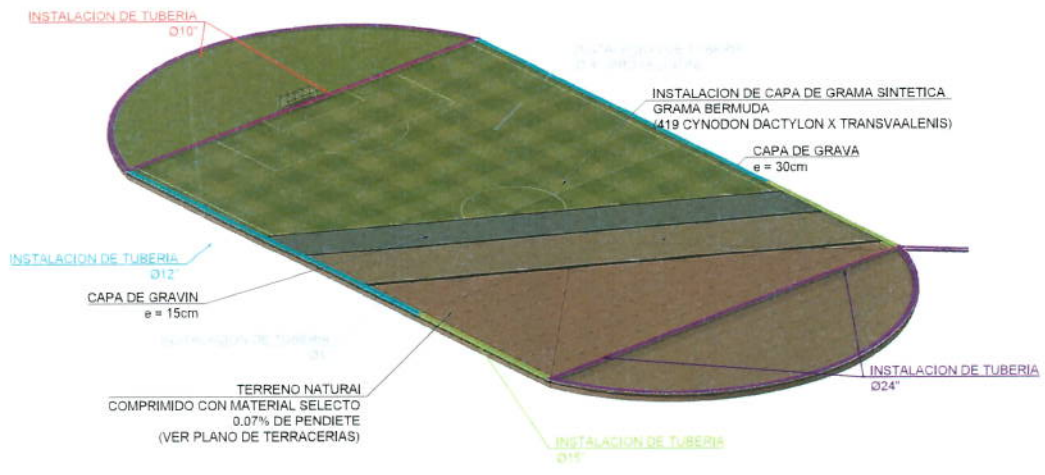 INSTALACION DE TUBERIA
Ø10"
INSTALACION DE CAPA DE GRAMA SINTETICA
GRAMA BERMUDA
(419 CYNODON DACTYLON X TRANSVAALENIS)
CAPA DE GRAVA
e = 30cm
INSTALACION DE TUBERIA
Ø12"
CAPA DE GRAVIN
e = 15cm
TERRENO NATURAL
COMPRIMIDO CON MATERIAL SELECTO
0.07% DE PENDIETE
(VER PLANO DE TERRACERIAS)
INSTALACION DE TUBERIA
Ø24"
INSTALACION DE TUBERIA
Ø15"